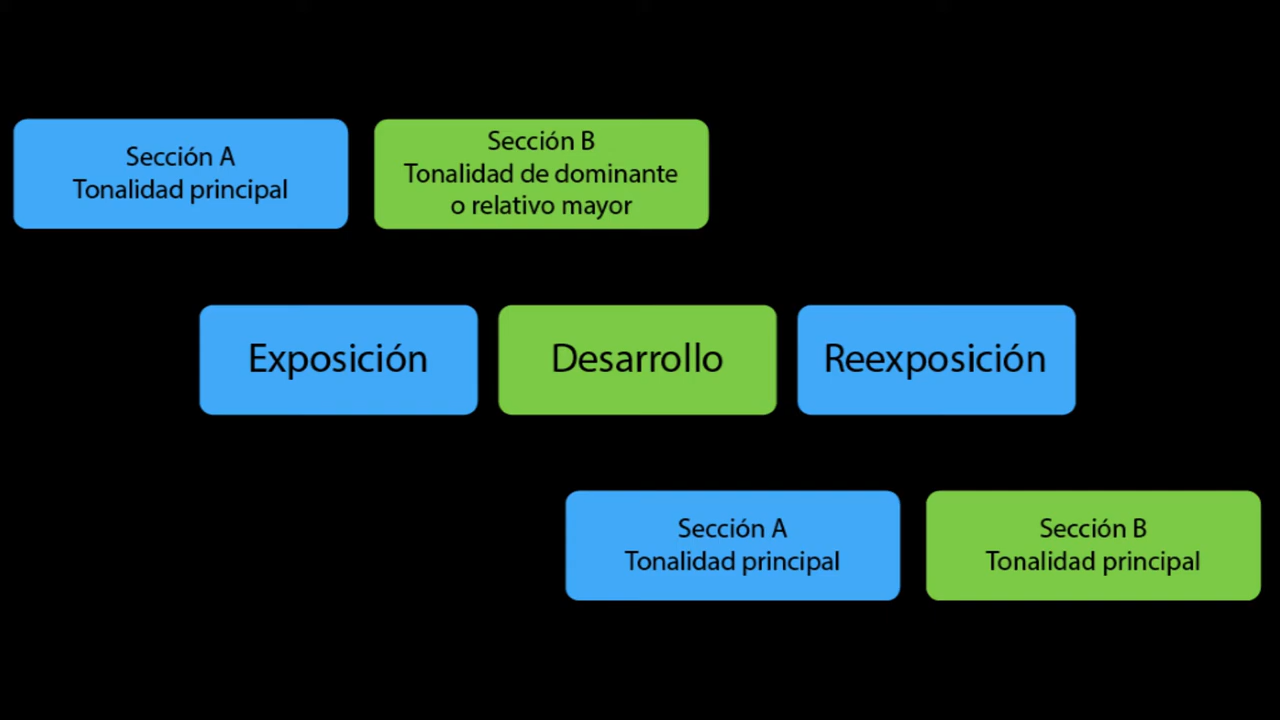 Sección A
Tonalidad principal
Sección B
Tonalidad de dominante
o relativo mayor
Exposición
Desarrollo
Reexposición
Sección A
Tonalidad principal
Sección B
Tonalidad principal